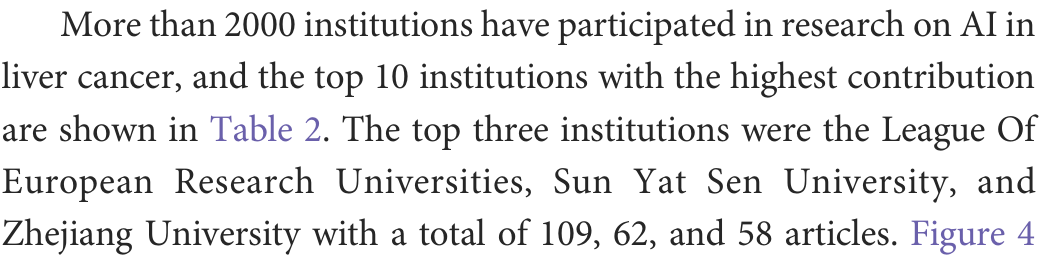 More than 2000 institutions have participated in research on AI in
liver cancer, and the top 10 institutions with the highest contribution
are shown in Table 2. The top three institutions were the League Of
European Research Universities, Sun Yat Sen University, and
Zhejiang University with a total of 109, 62, and 58 articles. Figure 4